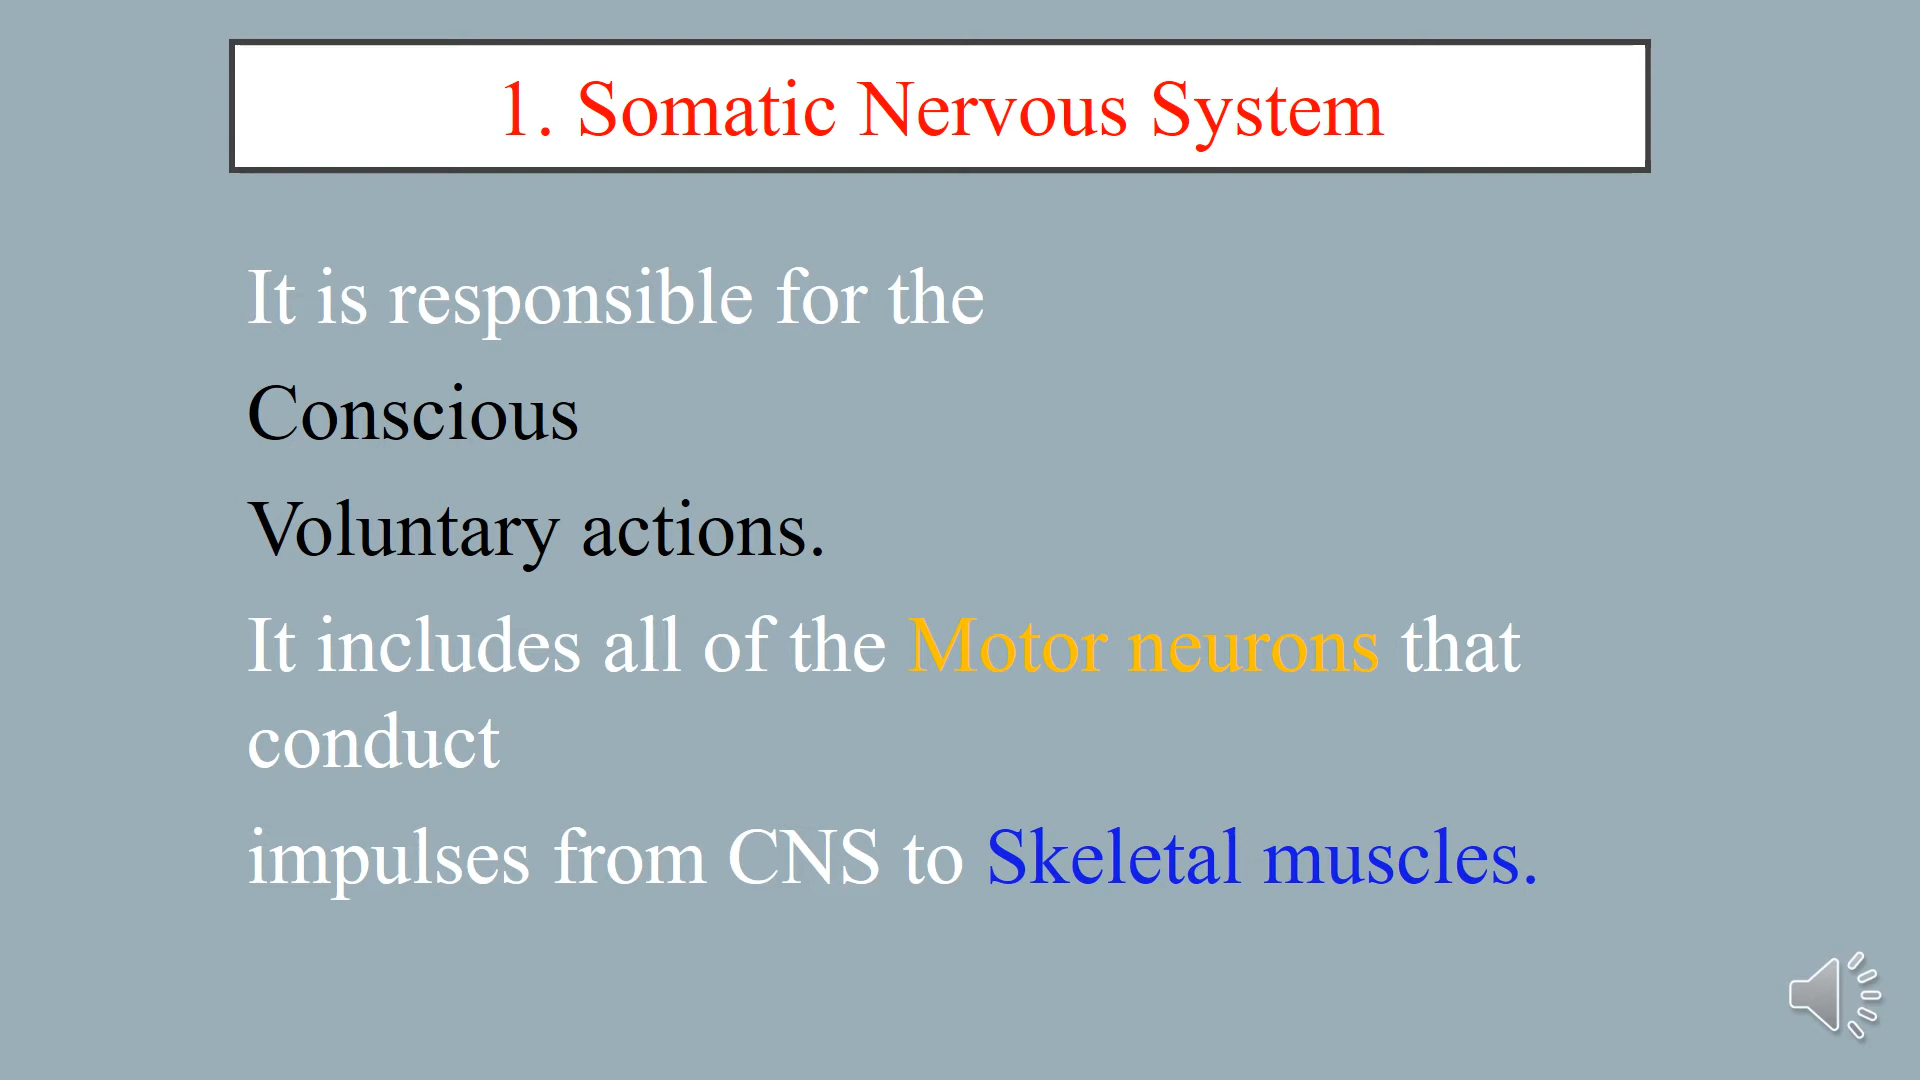 1. Somatic Nervous System
It is responsible for the
Conscious
Voluntary actions.
It includes all of the Motor neurons that
conduct
impulses from CNS to Skeletal muscles.